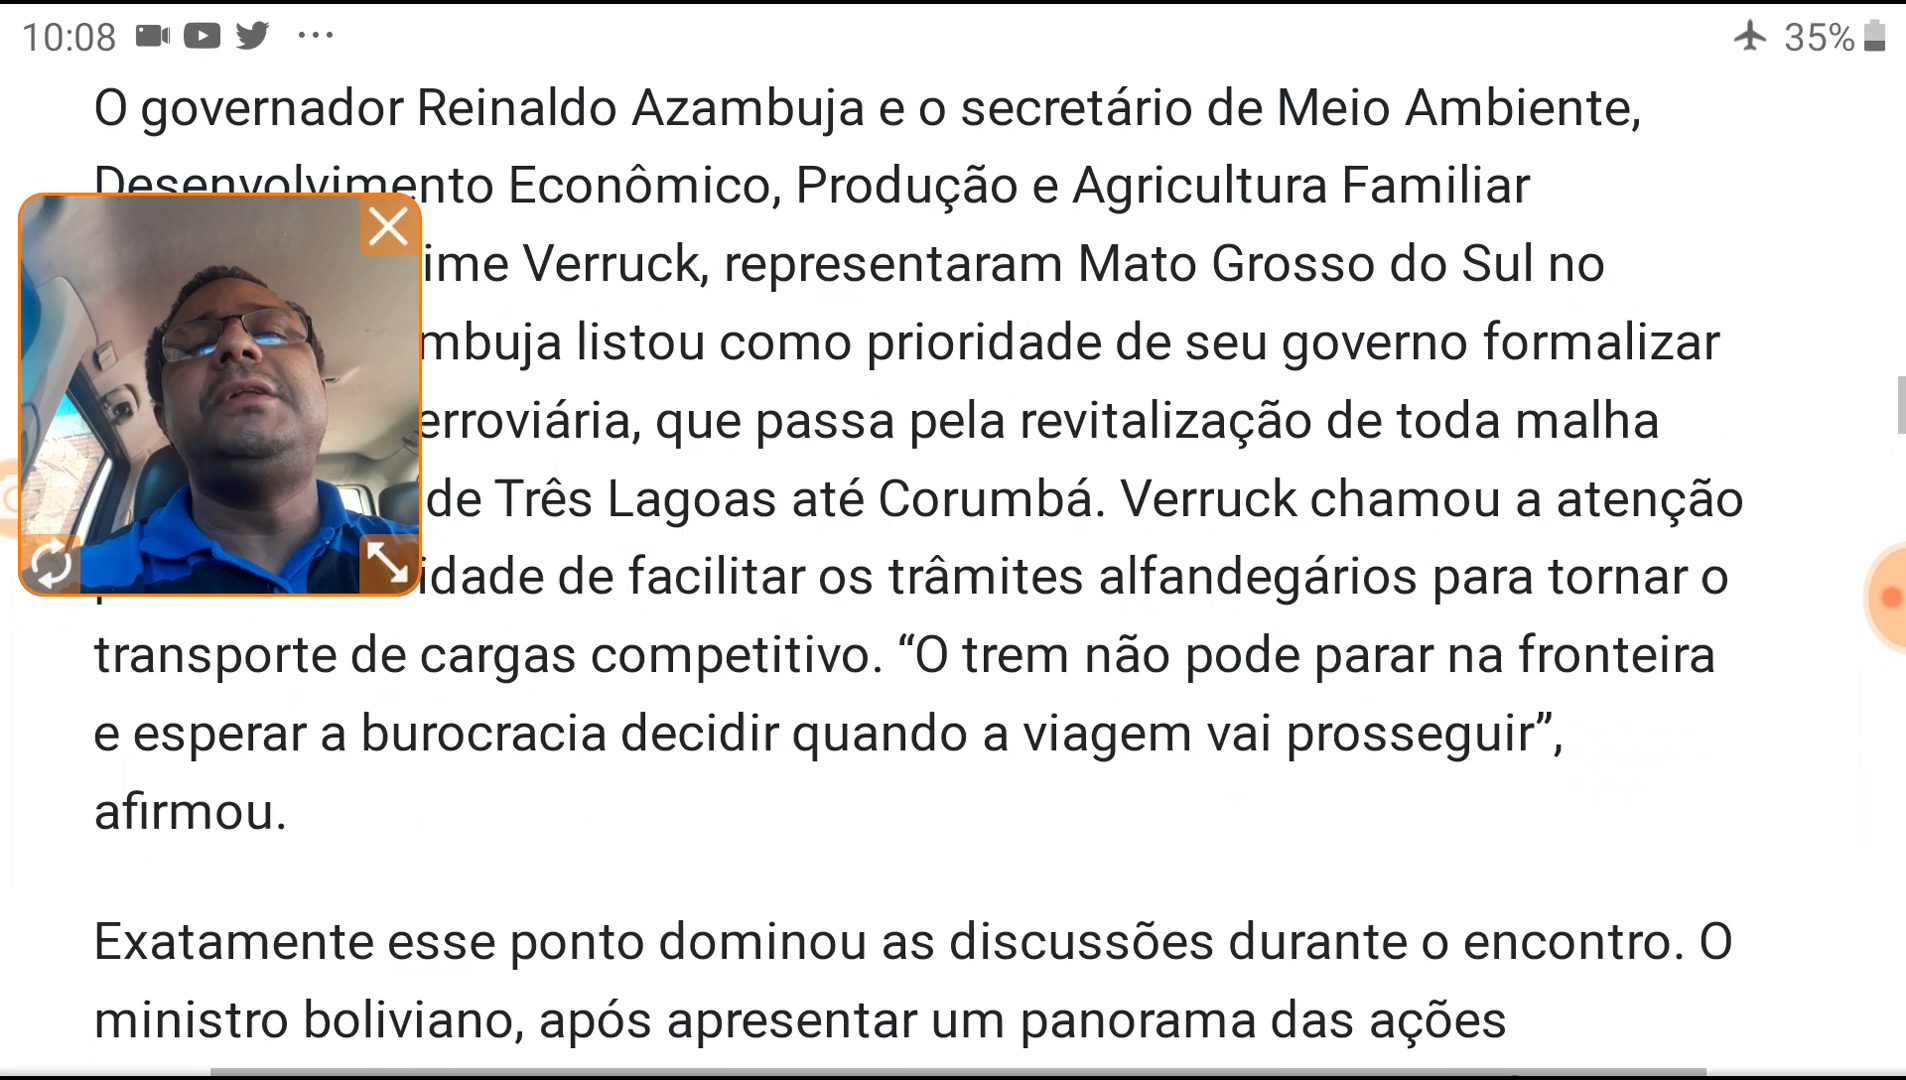 10:08 35%
O governador Reinaldo Azambuja e o secretário de Meio Ambiente,
Desenvolvimento Econômico, Produção e Agricultura Familiar
ime Verruck, representaram Mato Grosso do Sul no
mbuja listou como prioridade de seu governo formalizar
erroviária, que passa pela revitalização de toda malha
de Três Lagoas até Corumbá. Verruck chamou a atenção
idade de facilitar os trâmites alfandegários para tornar o
transporte de cargas competitivo. “O trem não pode parar na fronteira
e esperar a burocracia decidir quando a viagem vai prosseguir”,
afirmou.
Exatamente esse ponto dominou as discussões durante o encontro. O
ministro boliviano, após apresentar um panorama das ações